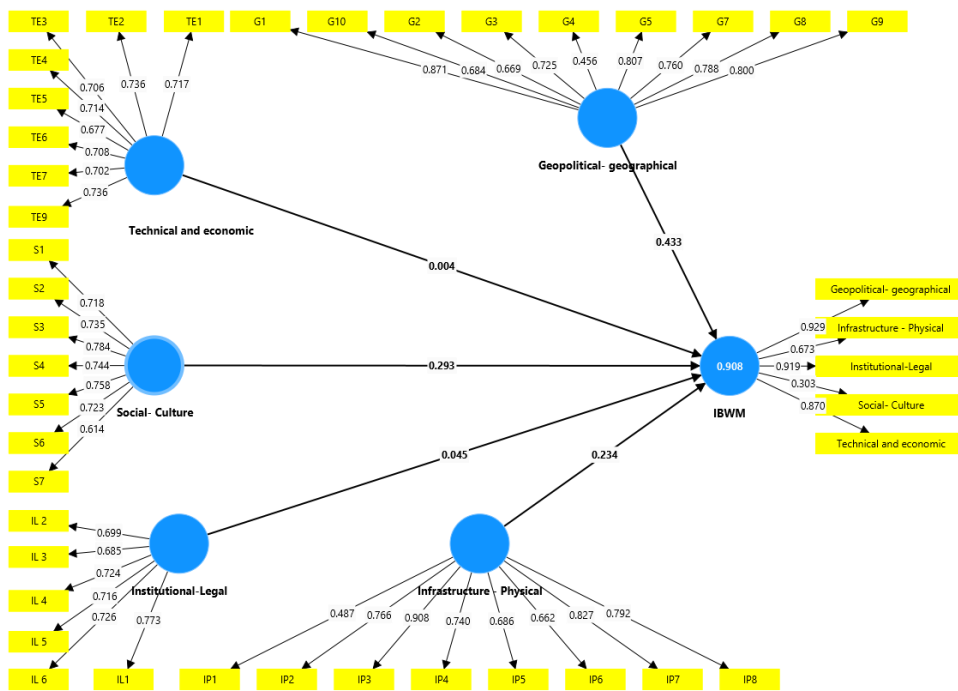 TE3
TE2
TE1
G1
G10
G2
G3
G4
G5
G7
G8
G9
TE4
TE5
TE6
TE7
TE9
0.706
0.736
0.717
0.714
0.677
0.708
0.702
0.736
0.871
0.684
0.669
0.725
0.456
0.807
0.760
0.788
0.800
Geopolitical- geographical
Technical and economic
0.433
0.004
S1
S2
S3
S4
S5
S6
S7
0.718
0.735
0.784
0.744
0.758
0.723
0.614
Social- Culture
0.293
0.908
IBWM
0.929
0.673
0.919
0.303
0.870
Geopolitical- geographical
Infrastructure - Physical
Institutional-Legal
Social- Culture
Technical and economic
0.045
0.234
IL 2
IL 3
IL 4
IL 5
IL 6
IL1
0.699
0.685
0.724
0.716
0.726
0.773
Institutional-Legal
Infrastructure - Physical
0.487
0.766
0.908
0.740
0.686
0.662
0.827
0.792
IP1
IP2
IP3
IP4
IP5
IP6
IP7
IP8